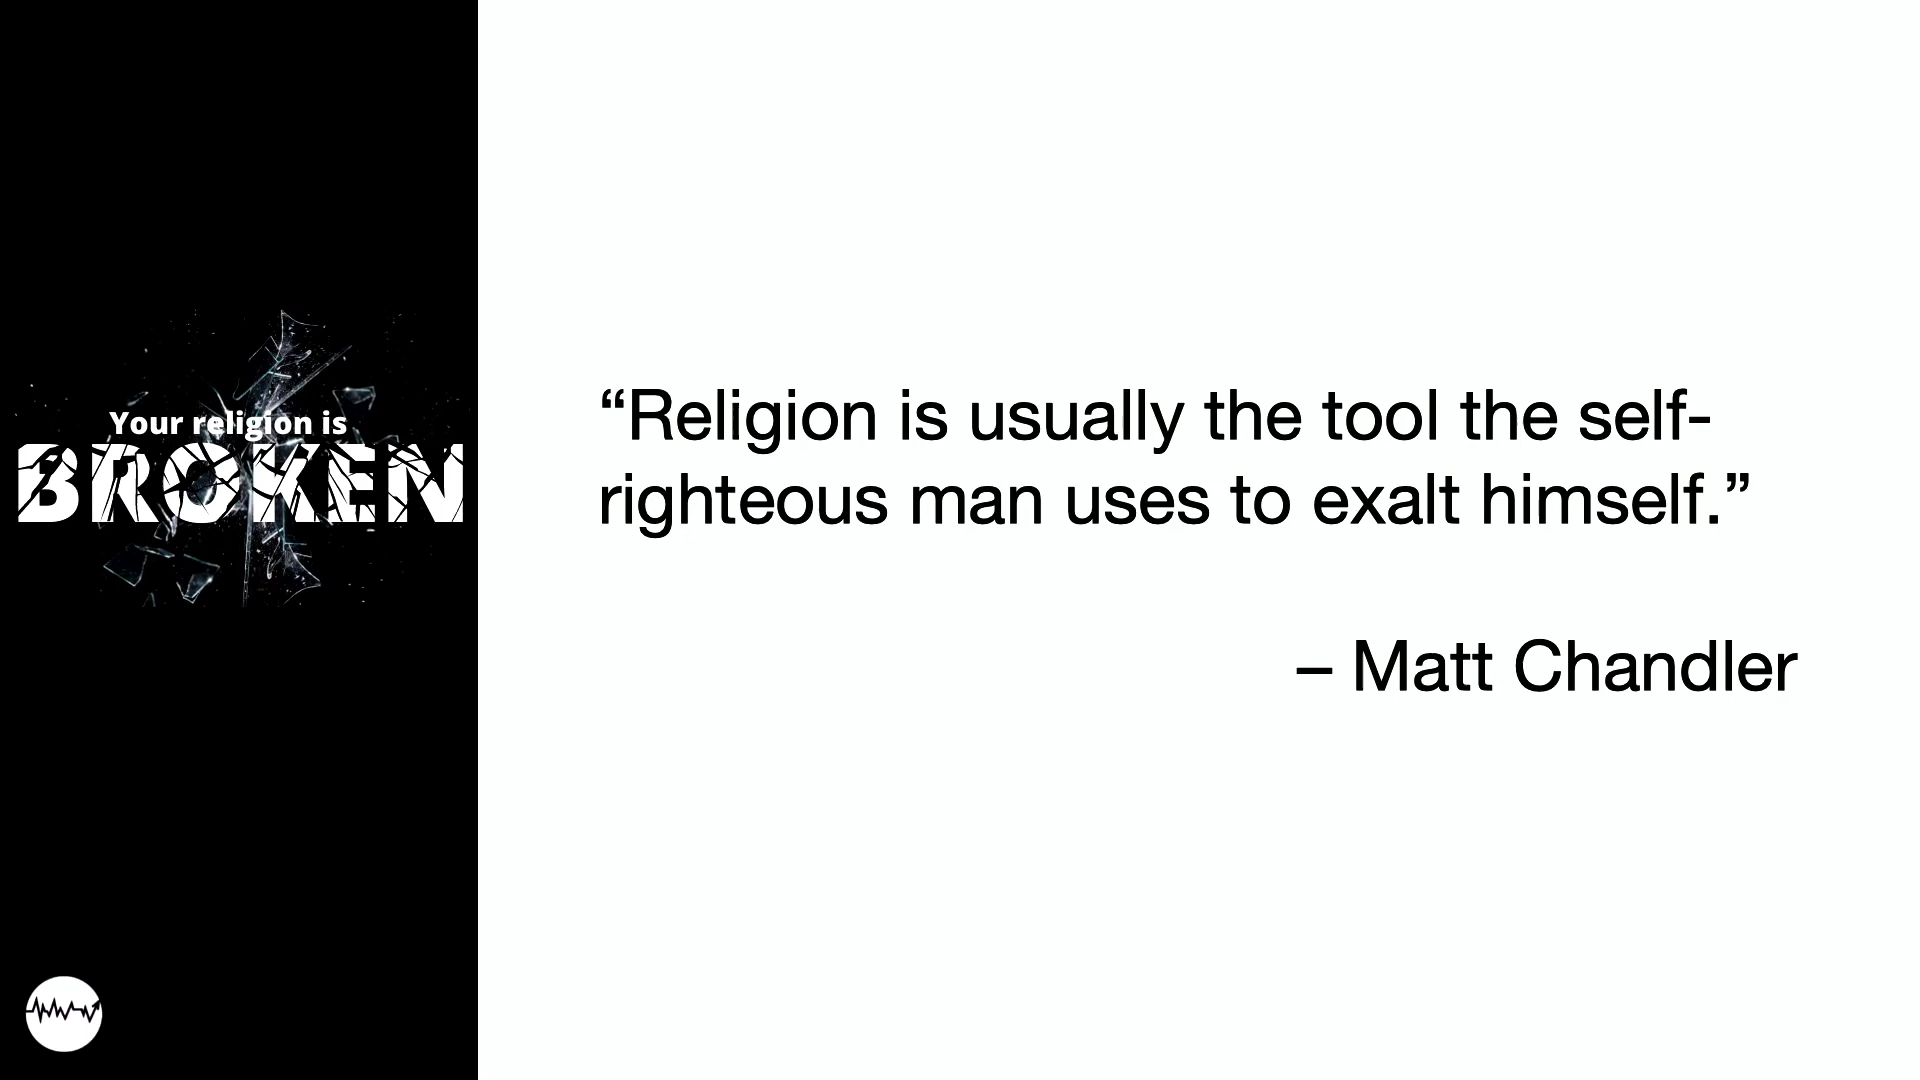 Your religion is
BROKEN
“Religion is usually the tool the self-
righteous man uses to exalt himself.”
– Matt Chandler